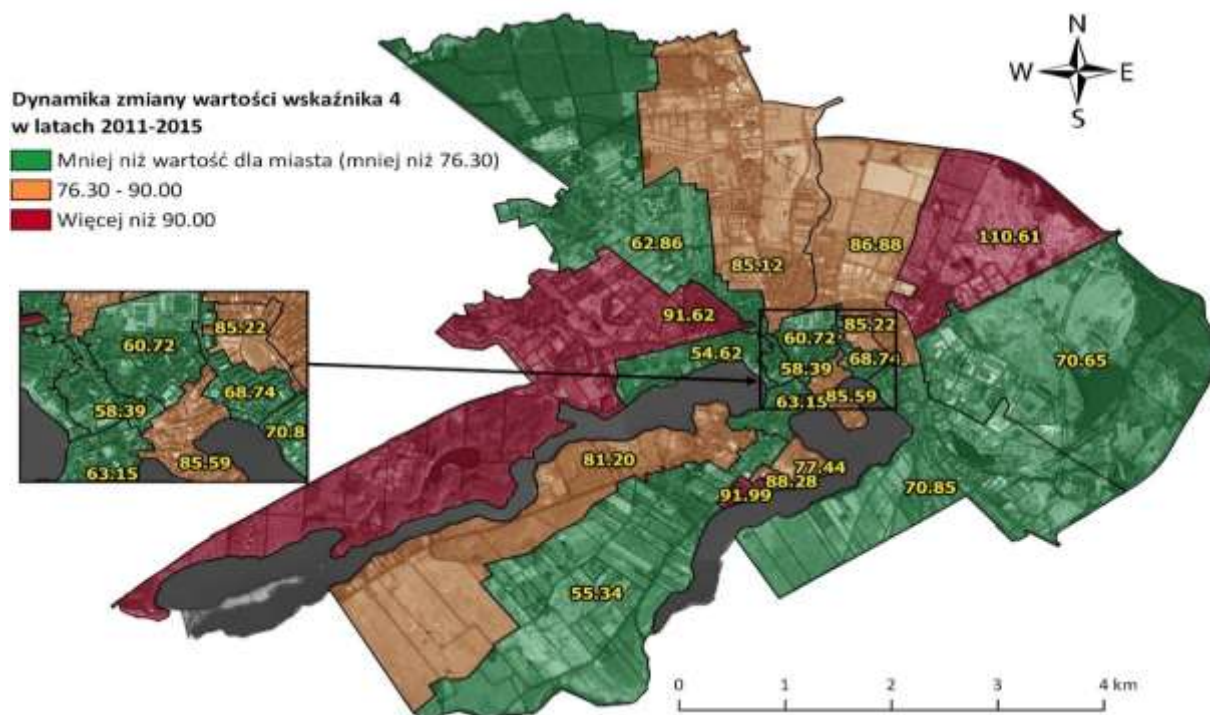 N
W E
S
Dynamika zmiany wartości wskaźnika 4
w latach 2011-2015
Mniej niż wartość dla miasta (mniej niż 76.30)
76.30 - 90.00
Więcej niż 90.00
62.86
85.12
86.88
110.61
91.62
54.62
60.72
85.22
58.39
68.74
63.15
85.59
70.65
85.22
60.72
68.74
58.39
70.8
63.15
85.59
81.20
77.44
88.28
91.99
70.85
55.34
0 1 2 3 4 km